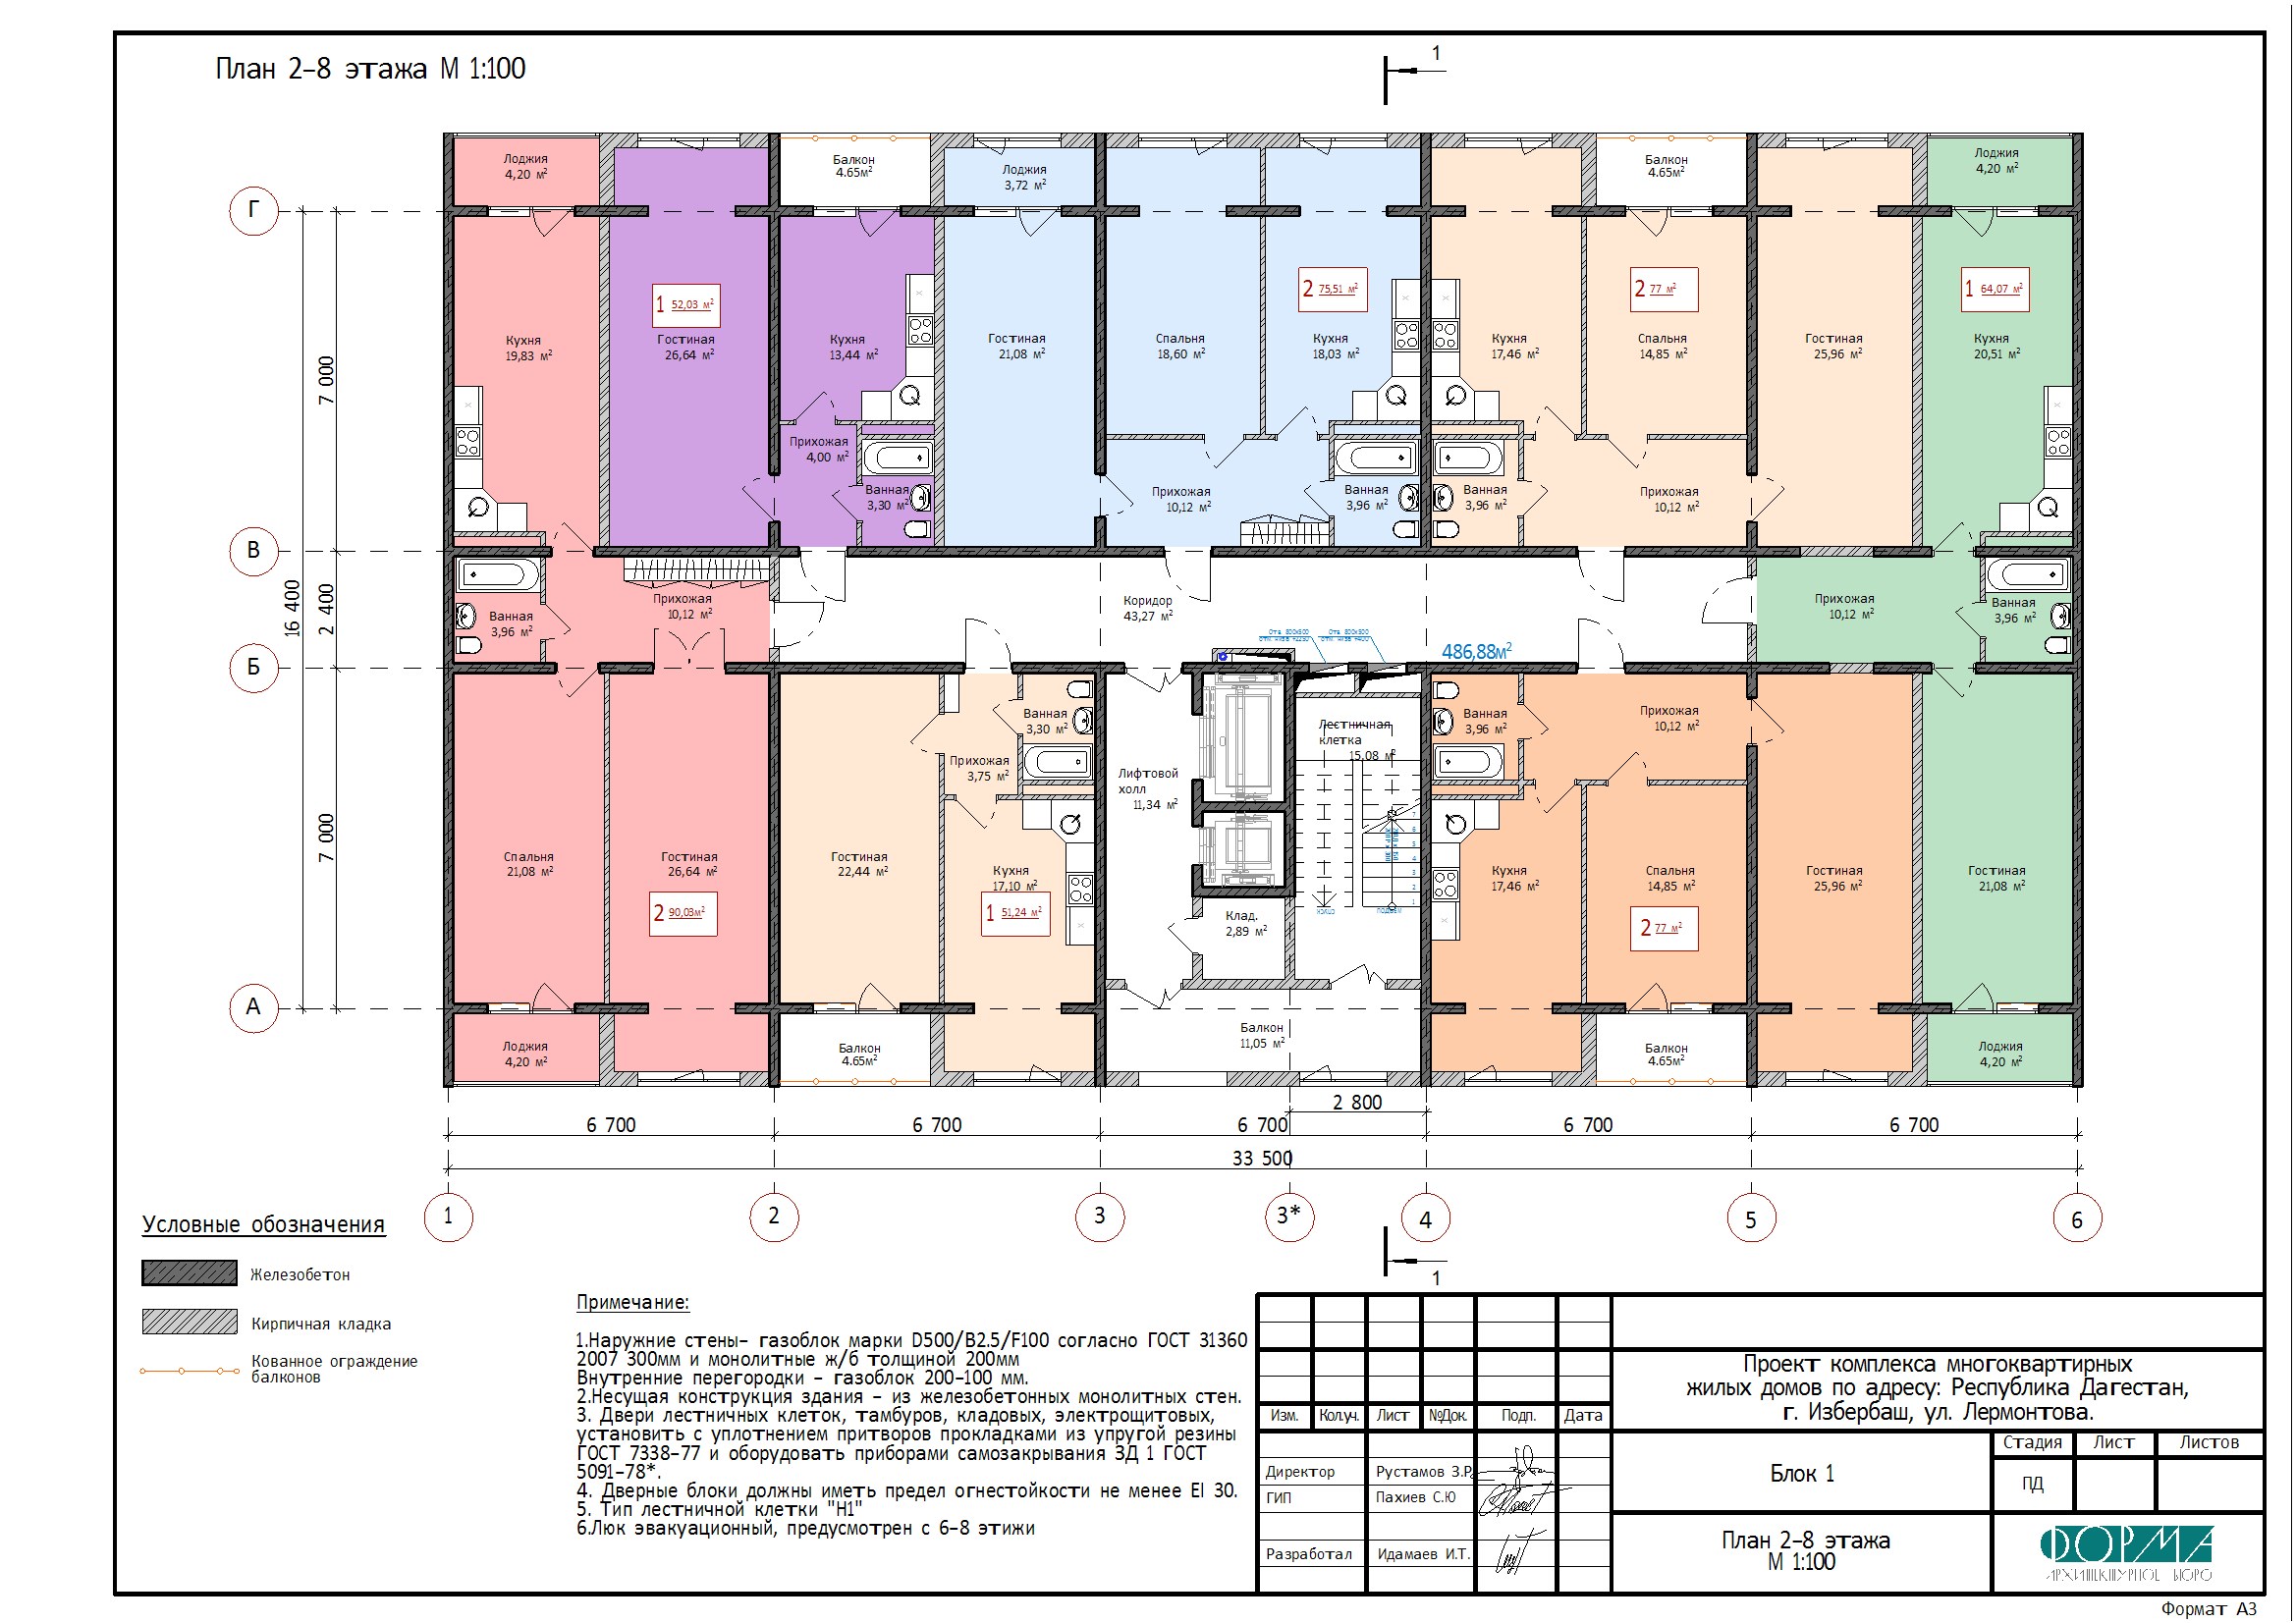 План 2-8 этажа М 1:100
1
Лоджия
4,20 м²
Балкон
4.65м²
Лоджия
3,72 м²
Балкон
4.65м²
Лоджия
4,20 м²
Г
1 52,03 м²
2 75,51 м²
2 77 м²
1 64,07 м²
Кухня
19,83 м²
Гостиная
26,64 м²
Кухня
13,44 м²
Гостиная
21,08 м²
Спальня
18,60 м²
Кухня
18,03 м²
Кухня
17,46 м²
Спальня
14,85 м²
Гостиная
25,96 м²
Кухня
20,51 м²
7 000
Прихожая
4,00 м²
Ванная
3,30 м²
Прихожая
10,12 м²
Ванная
3,96 м²
Ванная
3,96 м²
Прихожая
10,12 м²
В
16 400
2 400
Ванная
3,96 м²
Прихожая
10,12 м²
Коридор
43,27 м²
Прихожая
10,12 м²
Ванная
3,96 м²
Отв. 800х500
Отв. 800х500
486,88м²
Б
Ванная
3,30 м²
Прихожая
3,75 м²
Лифтовой
холл
11,34 м²
Лестничная
клетка
15.08 м²
Ванная
3,96 м²
Прихожая
10,12 м²
7 000
Спальня
21,08 м²
Гостиная
26,64 м²
Гостиная
22,44 м²
Кухня
17,10 м²
Кухня
17,46 м²
Спальня
14,85 м²
Гостиная
25,96 м²
Гостиная
21,08 м²
2 90,03м²
1 51,24 м²
2 77 м²
7
6
5
4
3
2
1
спуск
подъем
Клад.
2,89 м²
А
Лоджия
4,20 м²
Балкон
4.65м²
Балкон
11,05 м²
Балкон
4.65м²
Лоджия
4,20 м²
2 800
6 700
6 700
6 700
6 700
6 700
33 500
1
2
3
3*
4
5
6
1
Условные обозначения
Железобетон
Кирпичная кладка
Кованное ограждение
балконов
Примечание:
1.Наружние стены- газоблок марки D500/В2.5/F100 согласно ГОСТ 31360
2007 300мм и монолитные ж/б толщиной 200мм
Внутренние перегородки - газоблок 200-100 мм.
2.Несущая конструкция здания - из железобетонных монолитных стен.
3. Двери лестничных клеток, тамбуров, кладовых, электрощитовых,
установить с уплотнением притворов прокладками из упругой резины
ГОСТ 7338-77 и оборудовать приборами самозакрывания ЗД 1 ГОСТ
5091-78*.
4. Дверные блоки должны иметь предел огнестойкости не менее EI 30.
5. Тип лестничной клетки "Н1"
6.Люк эвакуационный, предусмотрен с 6-8 этижи
Проект комплекса многоквартирных
жилых домов по адресу: Республика Дагестан,
г. Избербаш, ул. Лермонтова.
Изм. Кол.уч. Лист №Док. Подп. Дата
Директор Рустамов З.Р.
ГИП Пахиев С.Ю
Разработал Идамаев И.Т.
Блок 1
Стадия Лист Листов
ПД
План 2-8 этажа
М 1:100
ФОРМА
АРХИТЕКТУРНОЕ БЮРО
Формат А3